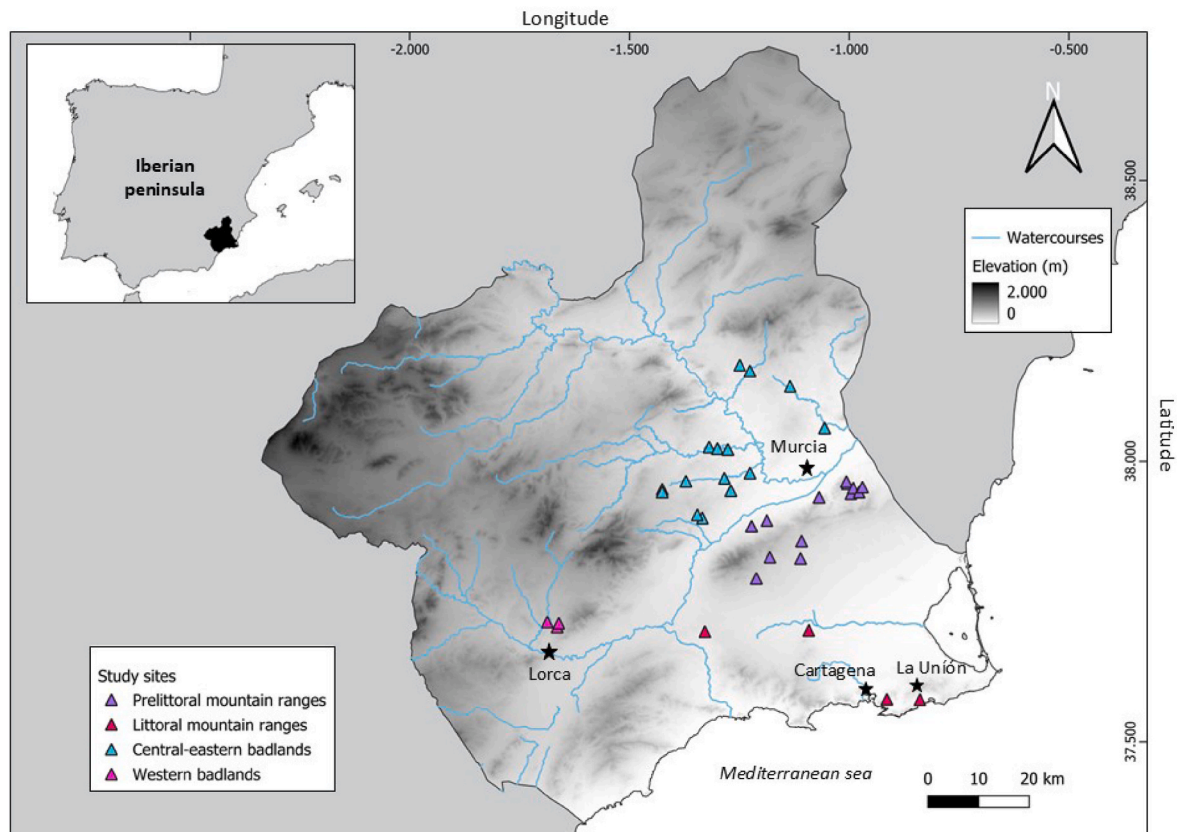 Longitude
-2.000
-1.500
-1.000
-0.500
Iberian
peninsula
N
38.500
Watercourses
Elevation (m)
2.000
0
Latitude
Murcia
38.000
Lorca
Cartagena
La Unión
Study sites
Prelittoral mountain ranges
Littoral mountain ranges
Central-eastern badlands
Western badlands
37.500
Mediterranean sea
0 10 20 km